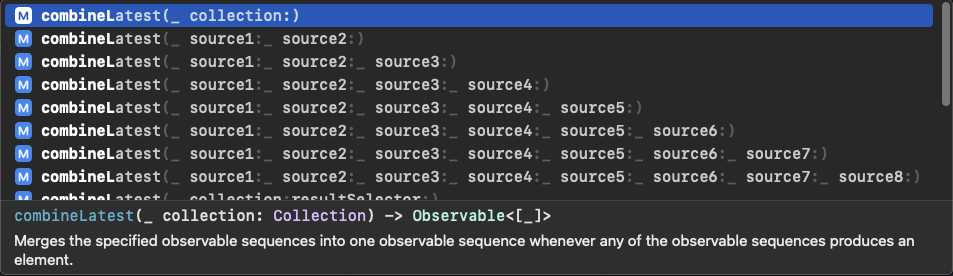 M combineLatest(_ collection:)
M combineLatest(_ source1:_ source2:)
M combineLatest(_ source1:_ source2:_ source3:)
M combineLatest(_ source1:_ source2:_ source3:_ source4:)
M combineLatest(_ source1:_ source2:_ source3:_ source4:_ source5:)
M combineLatest(_ source1:_ source2:_ source3:_ source4:_ source5:_ source6:)
M combineLatest(_ source1:_ source2:_ source3:_ source4:_ source5:_ source6:_ source7:)
M combineLatest(_ source1:_ source2:_ source3:_ source4:_ source5:_ source6:_ source7:_ source8:)
M combineLatest(_ collection:resultSelector:)
combineLatest(_ collection: Collection) -> Observable<[_]>
Merges the specified observable sequences into one observable sequence whenever any of the observable sequences produces an
element.